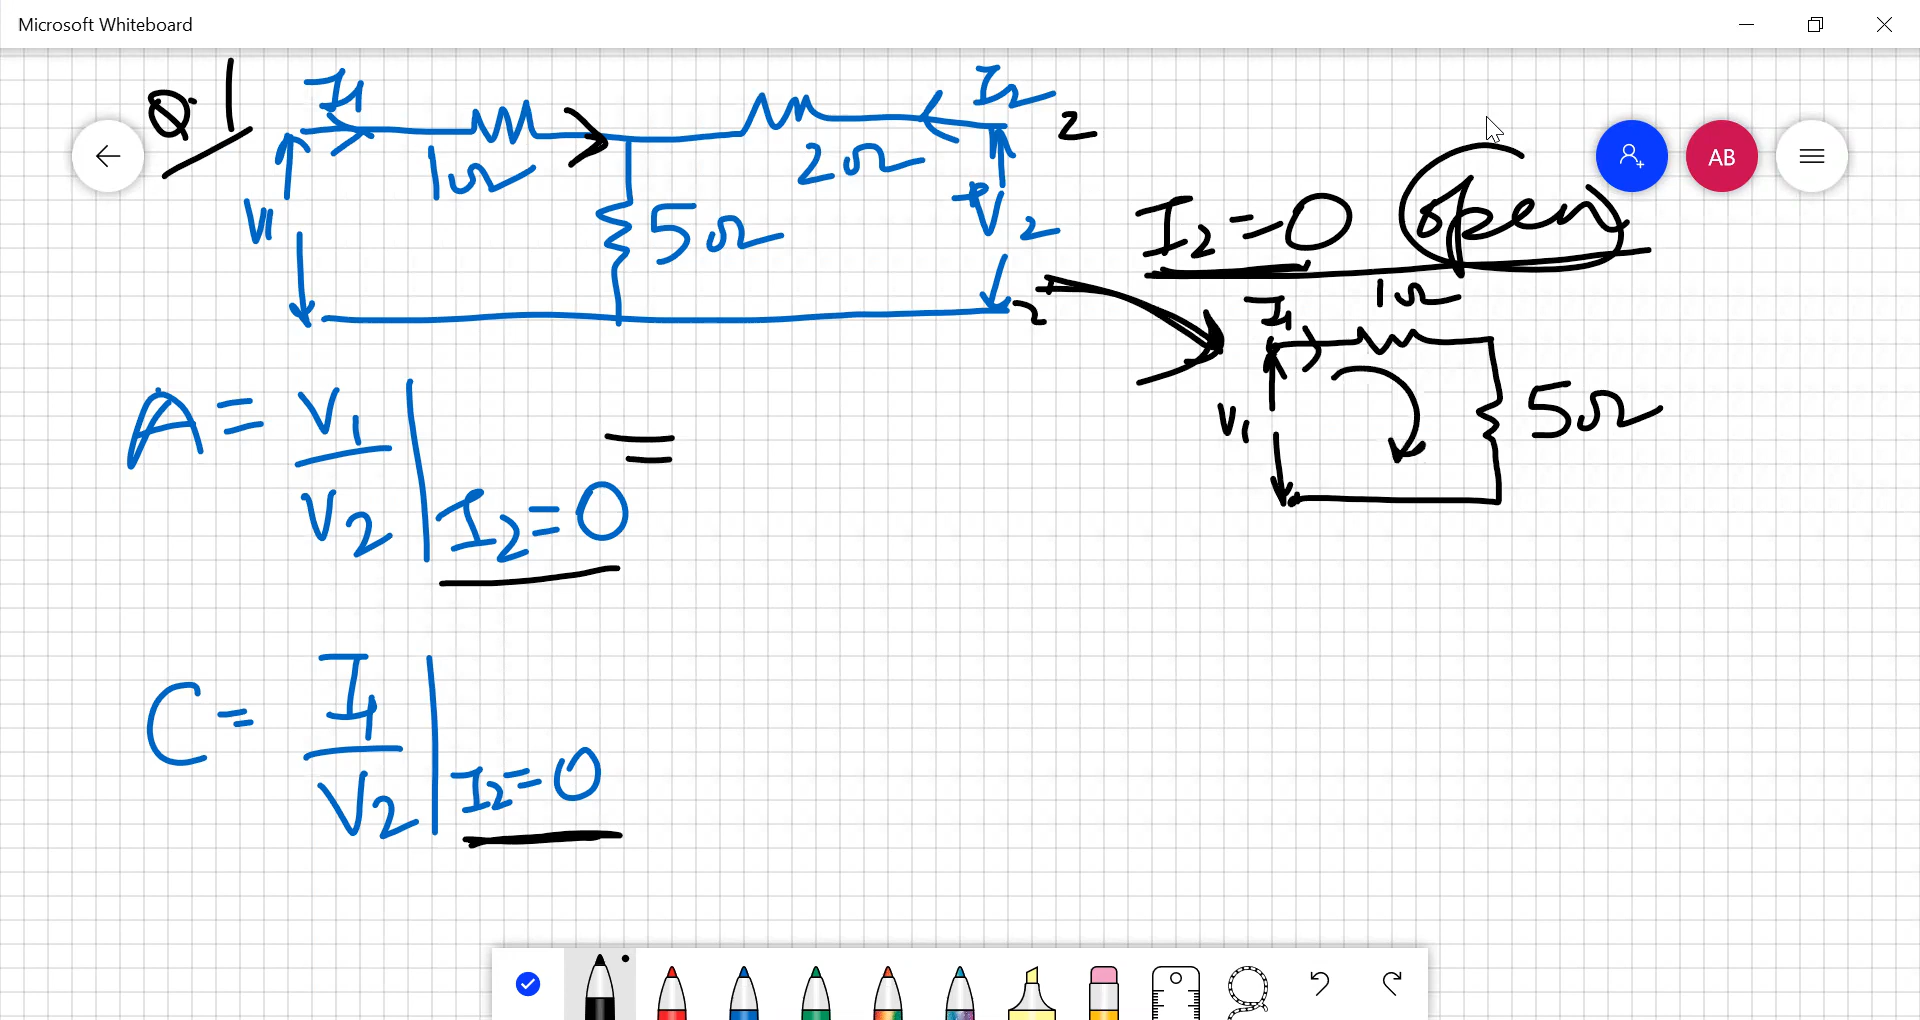 Microsoft Whiteboard
Q1
I1
I2
2
1Ω
2Ω
AB
V1
5Ω
V2
I2=0 open
2
1Ω
I1
V1
5Ω
A = V1 / V2 | I2=0 =
C = I1 / V2 | I2=0